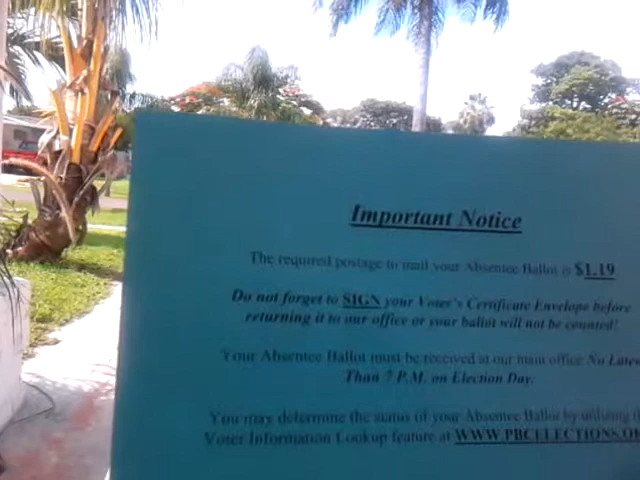 Important Notice
The required postage to mail your Absentee Ballot is $1.19
Do not forget to SIGN your Voter's Certificate Envelope before
returning it to our office or your ballot will not be counted!
Your Absentee Ballot must be received at our main office No Later
Than 7 P.M. on Election Day.
You may determine the status of your Absentee Ballot by utilizing
Voter Information Lookup feature at WWW.PBCELECTIONS.